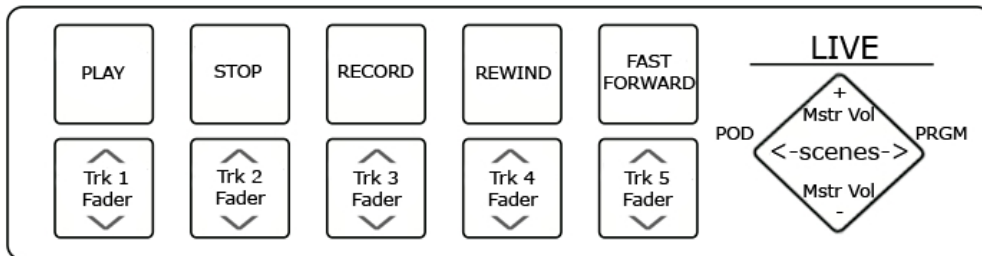 PLAY
STOP
RECORD
REWIND
FAST
FORWARD
LIVE
+
Mstr Vol
POD
<-scenes->
PRGM
Mstr Vol
-
Trk 1
Fader
Trk 2
Fader
Trk 3
Fader
Trk 4
Fader
Trk 5
Fader